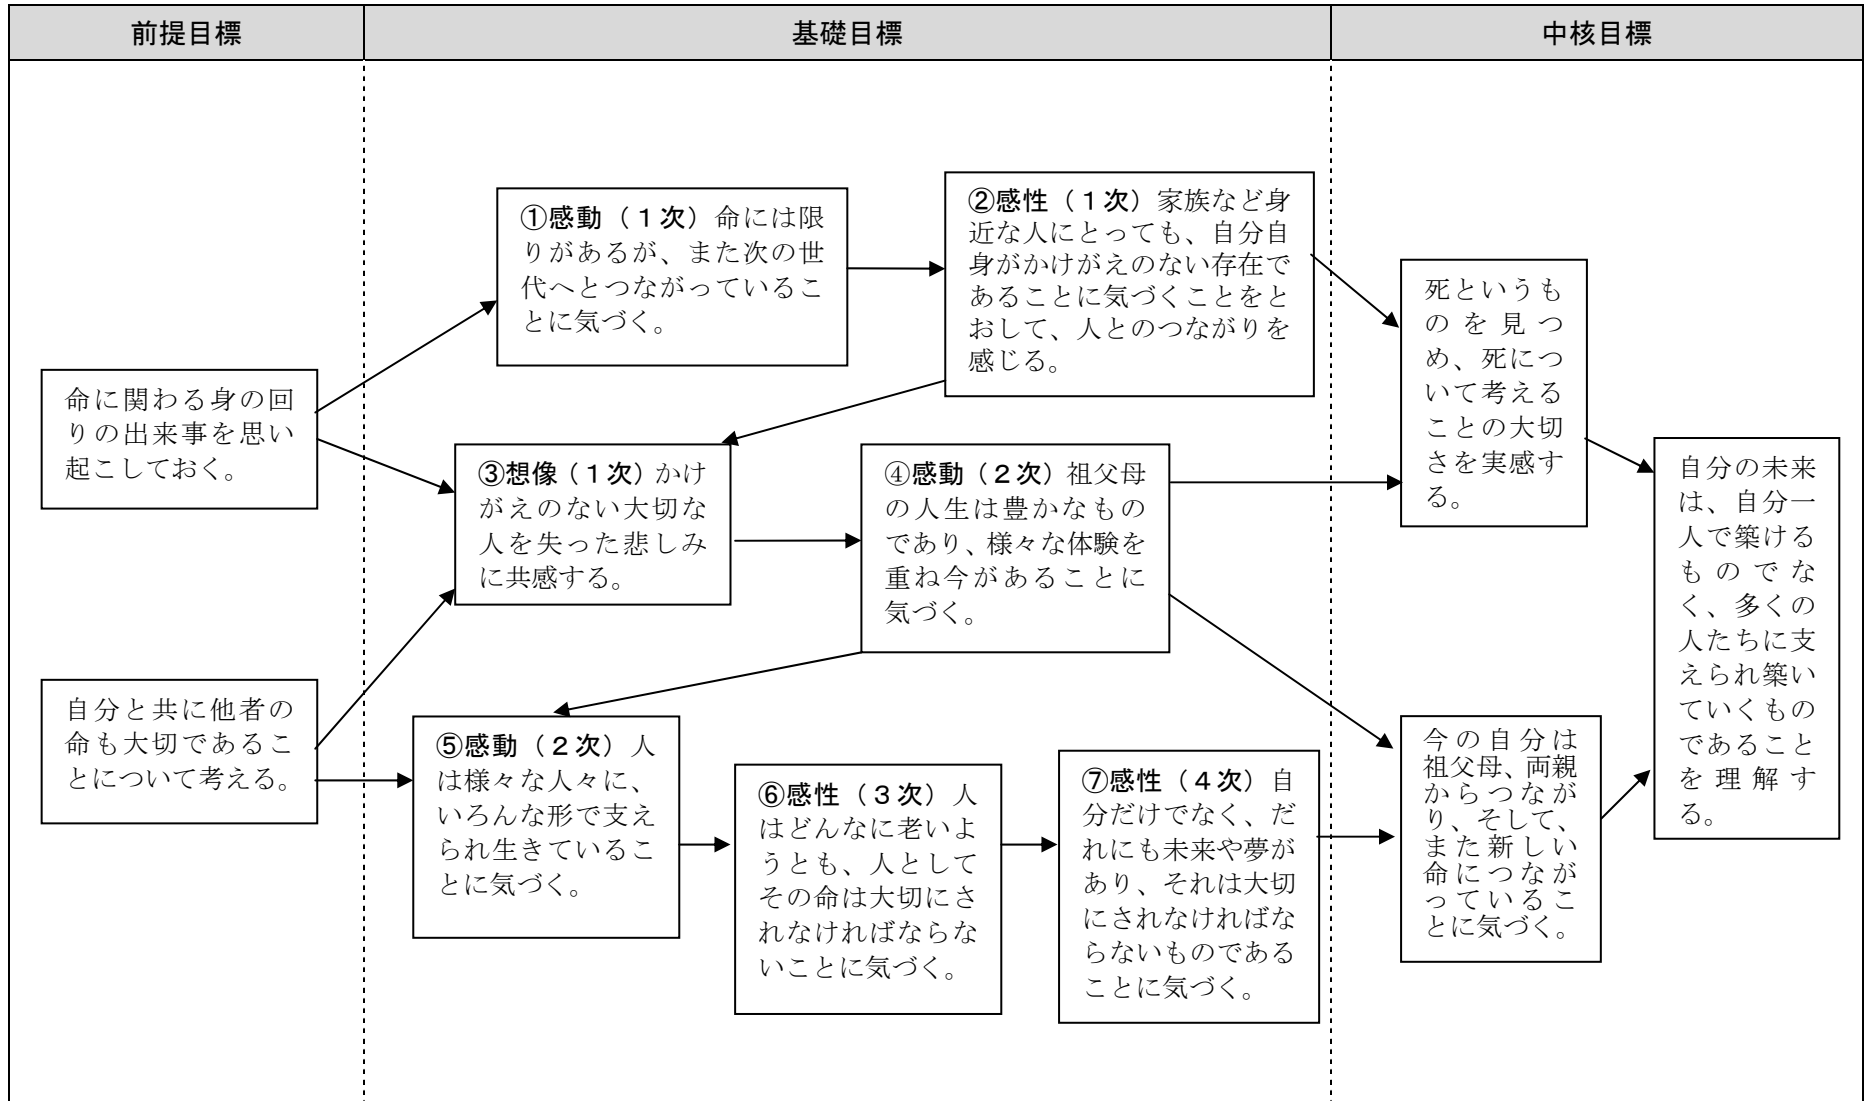 前提目標
基礎目標
中核目標
命に関わる身の回
りの出来事を思い
起こしておく。
自分と共に他者の
命も大切であるこ
とについて考える。
①感動（１次）命には限
りがあるが、また次の世
代へとつながっているこ
とに気づく。
②感性（１次）家族など身
近な人にとっても、自分自
身がかけがえのない存在で
あることに気づくことをと
おして、人とのつながりを
感じる。
③想像（１次）かけ
がえのない大切な
人を失った悲しみ
に共感する。
④感動（２次）祖父母
の人生は豊かなもの
であり、様々な体験を
重ね今があることに
気づく。
⑤感動（２次）人
は様々な人々に、
いろんな形で支え
られ生きているこ
とに気づく。
⑥感性（３次）人
はどんなに老いよ
うとも、人として
その命は大切にさ
れなければならな
いことに気づく。
⑦感性（４次）自
分だけでなく、だ
れにも未来や夢が
あり、それは大切
にされなければな
らないものである
ことに気づく。
死というも
のを見つ
め、死につ
いて考える
ことの大切
さを実感す
る。
今の自分は
祖父母、両親
からつなが
り、そして、
また新しい
命につなが
っているこ
とに気づく。
自分の未来
は、自分一
人で築ける
ものでな
く、多くの
人たちに支
えられ築い
ていくもの
であること
を理解す
る。